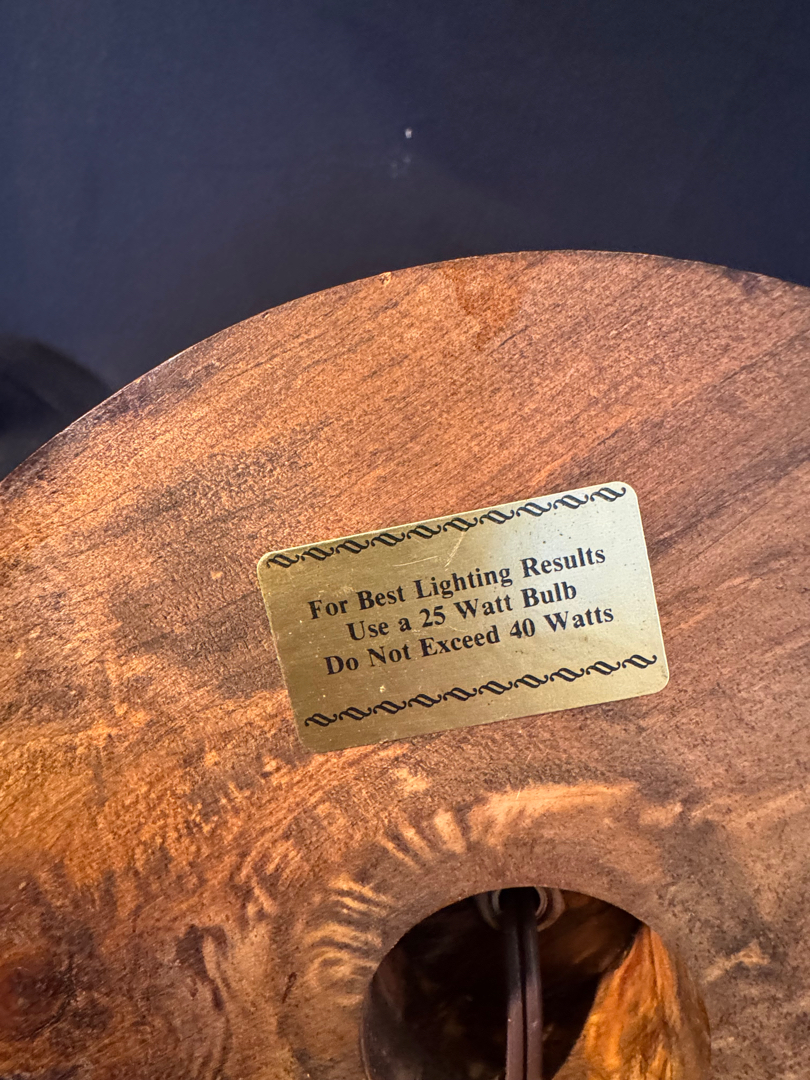 For Best Lighting Results
Use a 25 Watt Bulb
Do Not Exceed 40 Watts